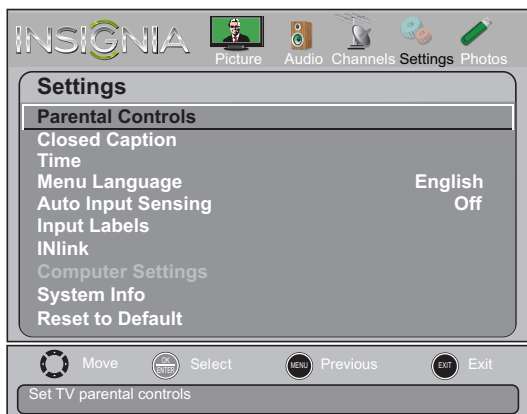 INSIGNIA
Picture Audio Channels Settings Photos
Settings
Parental Controls
Closed Caption
Time
Menu Language English
Auto Input Sensing Off
Input Labels
INlink
Computer Settings
System Info
Reset to Default
Move OK ENTER Select MENU Previous EXIT Exit
Set TV parental controls